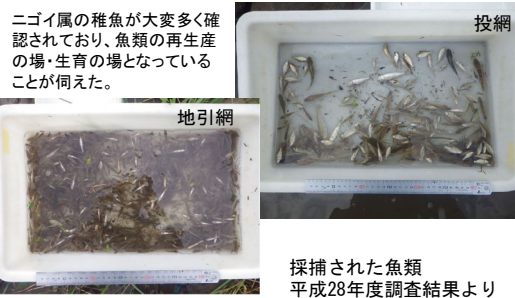 ニゴイ属の稚魚が大変多く確
認されており、魚類の再生産
の場・生育の場となっている
ことが伺えた。
投網
地引網
採捕された魚類
平成28年度調査結果より